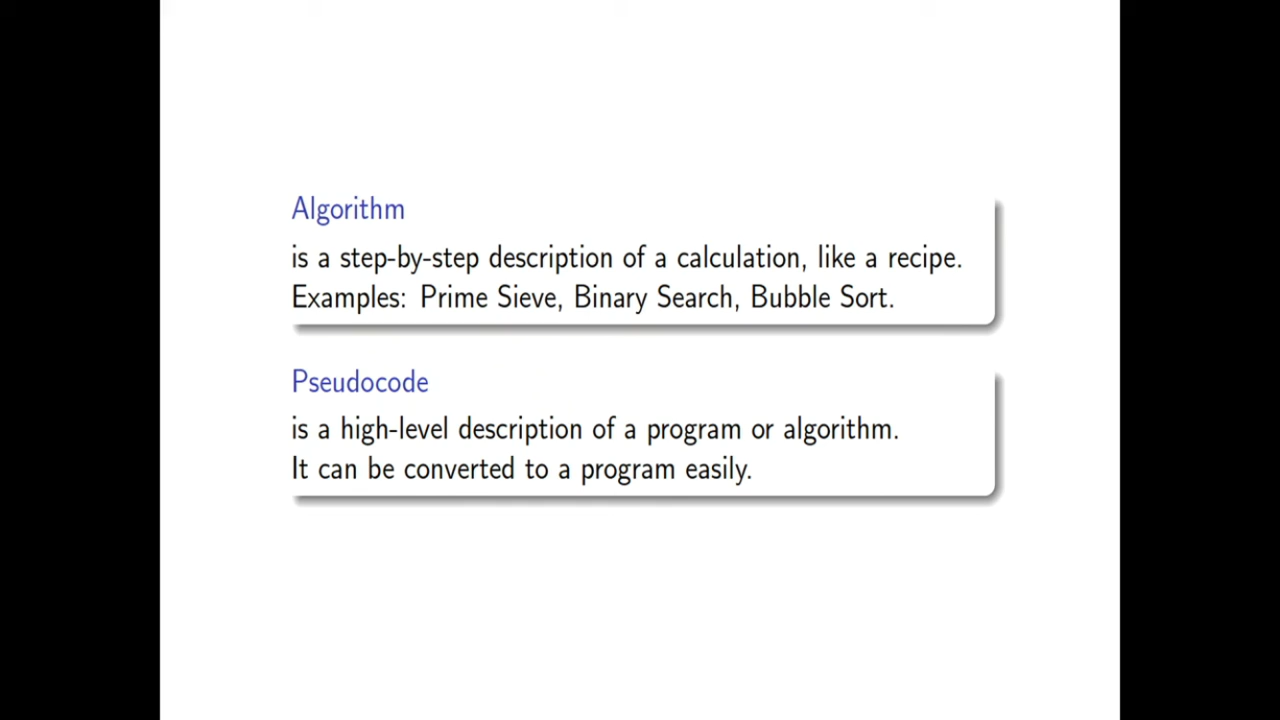 Algorithm
is a step-by-step description of a calculation, like a recipe.
Examples: Prime Sieve, Binary Search, Bubble Sort.
Pseudocode
is a high-level description of a program or algorithm.
It can be converted to a program easily.